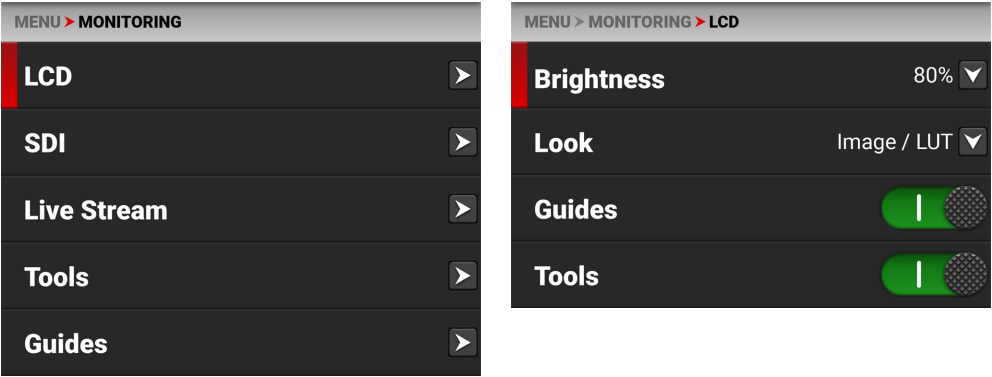 MENU > MONITORING
LCD
SDI
Live Stream
Tools
Guides
MENU > MONITORING > LCD
Brightness 80%
Look Image / LUT
Guides
Tools